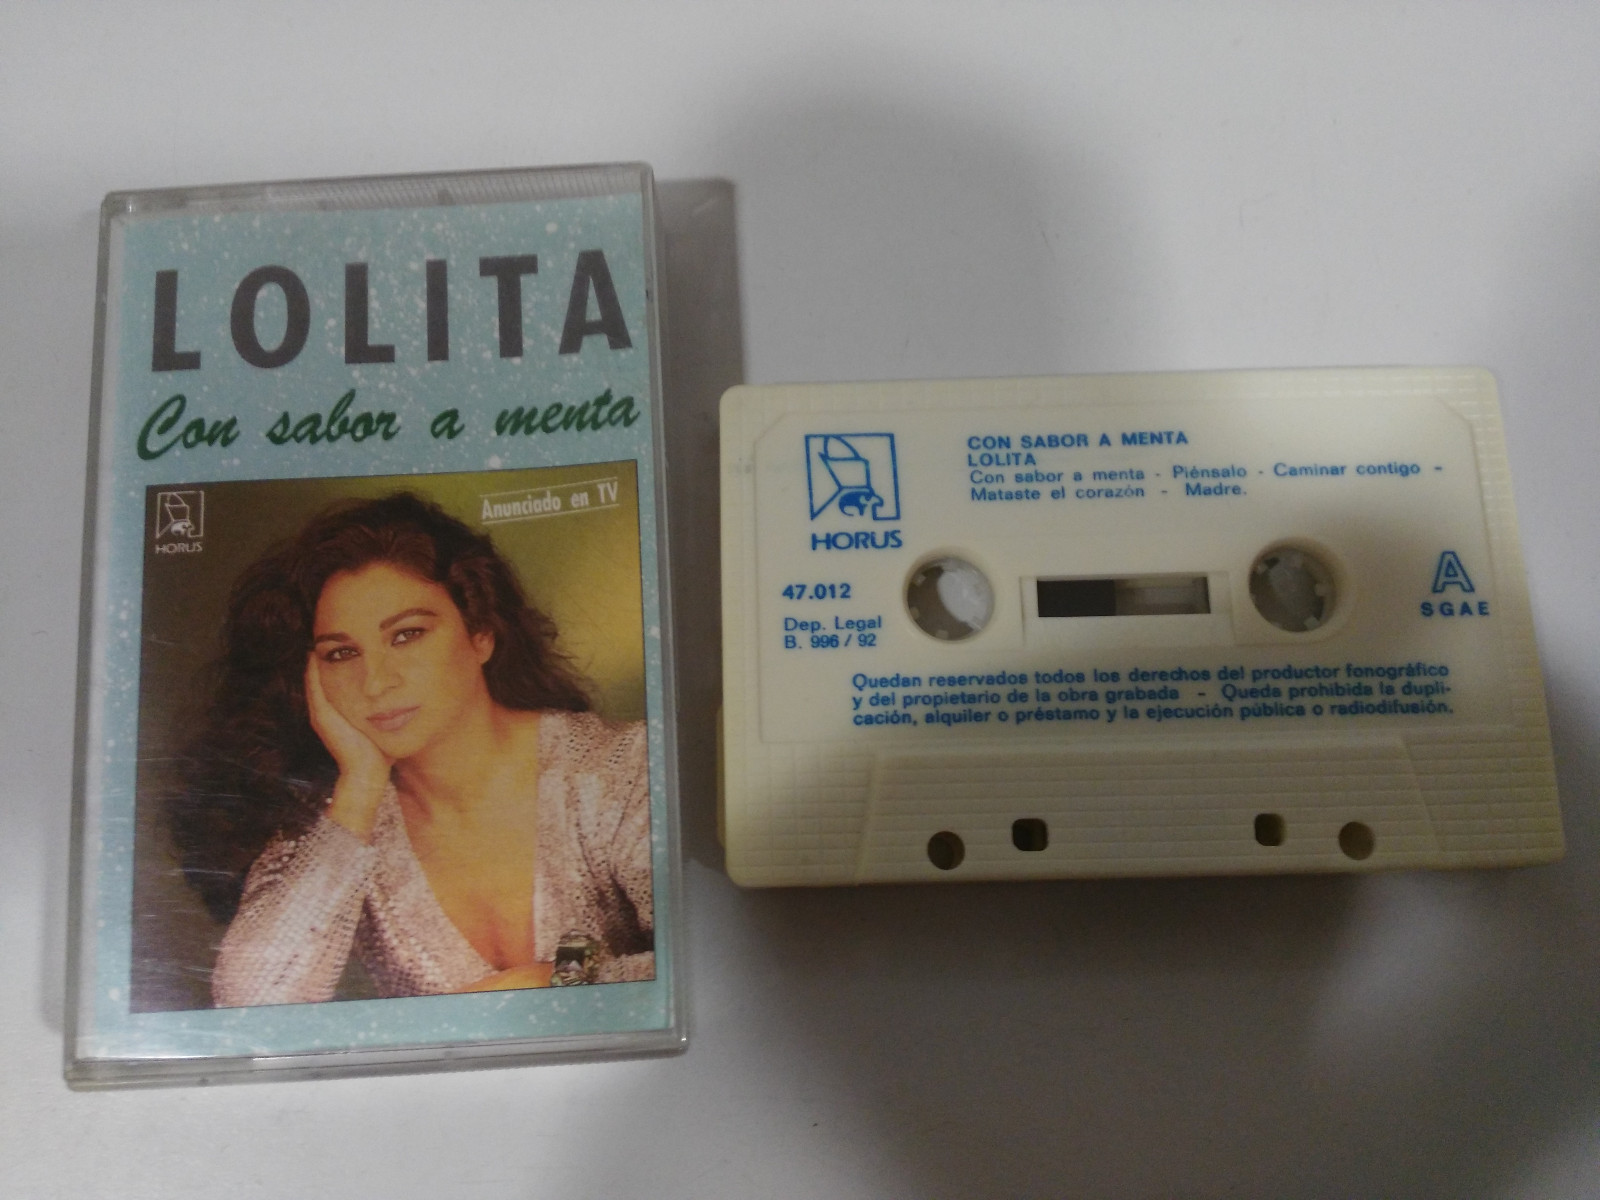 LOLITA
Con sabor a menta
HORUS
Anunciado en TV
HORUS
CON SABOR A MENTA
LOLITA
Con sabor a menta - Piénsalo - Caminar contigo -
Mataste el corazón - Madre.
47.012
Dep. Legal
B. 996 / 92
A
SGAE
Quedan reservados todos los derechos del productor fonográfico
y del propietario de la obra grabada - Queda prohibida la dupli-
cación, alquiler o préstamo y la ejecución pública o radiodifusión.